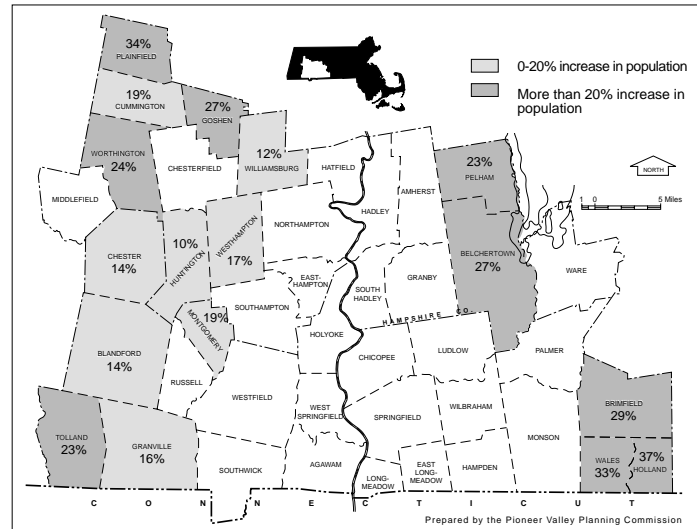 34%
PLAINFIELD
19%
CUMMINGTON
27%
GOSHEN
0-20% increase in population
More than 20% increase in
population
12%
WILLIAMSBURG
WORTHINGTON
24%
CHESTERFIELD
HATFIELD
23%
PELHAM
NORTH
MIDDLEFIELD
AMHERST
1 0 5 Miles
HADLEY
NORTHAMPTON
10%
HUNTINGTON
WESTHAMPTON
17%
CHESTER
14%
BELCHERTOWN
27%
WARE
EAST-
HAMPTON
SOUTH
HADLEY
GRANBY
SOUTHAMPTON
19%
MONTGOMERY
HAMPSHIRE CO.
HOLYOKE
BLANDFORD
14%
CHICOPEE
LUDLOW
PALMER
RUSSELL
WESTFIELD
WEST
SPRINGFIELD
SPRINGFIELD
WILBRAHAM
BRIMFIELD
29%
TOLLAND
23%
GRANVILLE
16%
MONSON
SOUTHWICK
AGAWAM
LONG-
MEADOW
EAST
LONG-
MEADOW
HAMPDEN
WALES
33%
37%
HOLLAND
C O N N E C T I C U T
Prepared by the Pioneer Valley Planning Commission